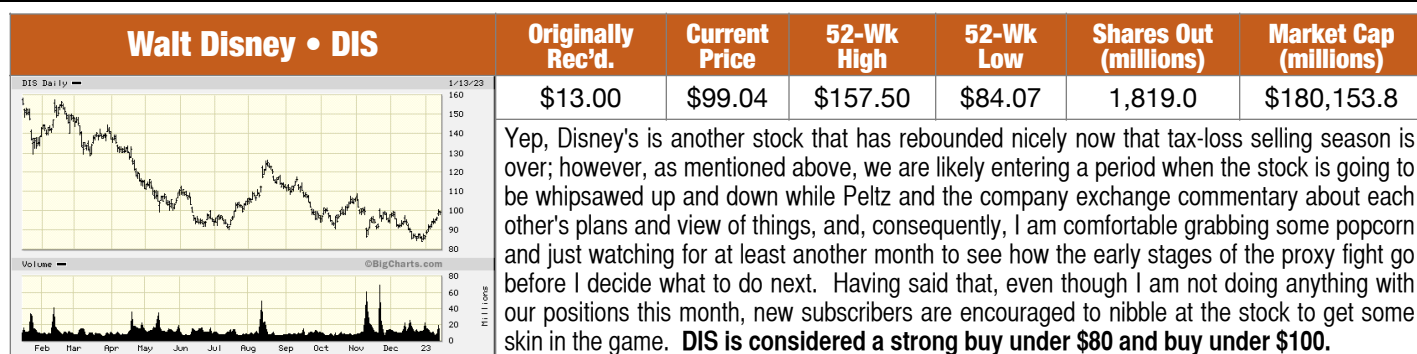 Walt Disney • DIS
Originally Rec'd.
Current Price
52-Wk High
52-Wk Low
Shares Out (millions)
Market Cap (millions)
$13.00
$99.04
$157.50
$84.07
1,819.0
$180,153.8
DIS Daily
1/13/23
160
150
140
130
120
110
100
90
80
Volume
©BigCharts.com
80
60
40
20
0
Millions
Feb Mar Apr May Jun Jul Aug Sep Oct Nov Dec 23
Yep, Disney's is another stock that has rebounded nicely now that tax-loss selling season is
over; however, as mentioned above, we are likely entering a period when the stock is going to
be whipsawed up and down while Peltz and the company exchange commentary about each
other's plans and view of things, and, consequently, I am comfortable grabbing some popcorn
and just watching for at least another month to see how the early stages of the proxy fight go
before I decide what to do next. Having said that, even though I am not doing anything with
our positions this month, new subscribers are encouraged to nibble at the stock to get some
skin in the game. DIS is considered a strong buy under $80 and buy under $100.